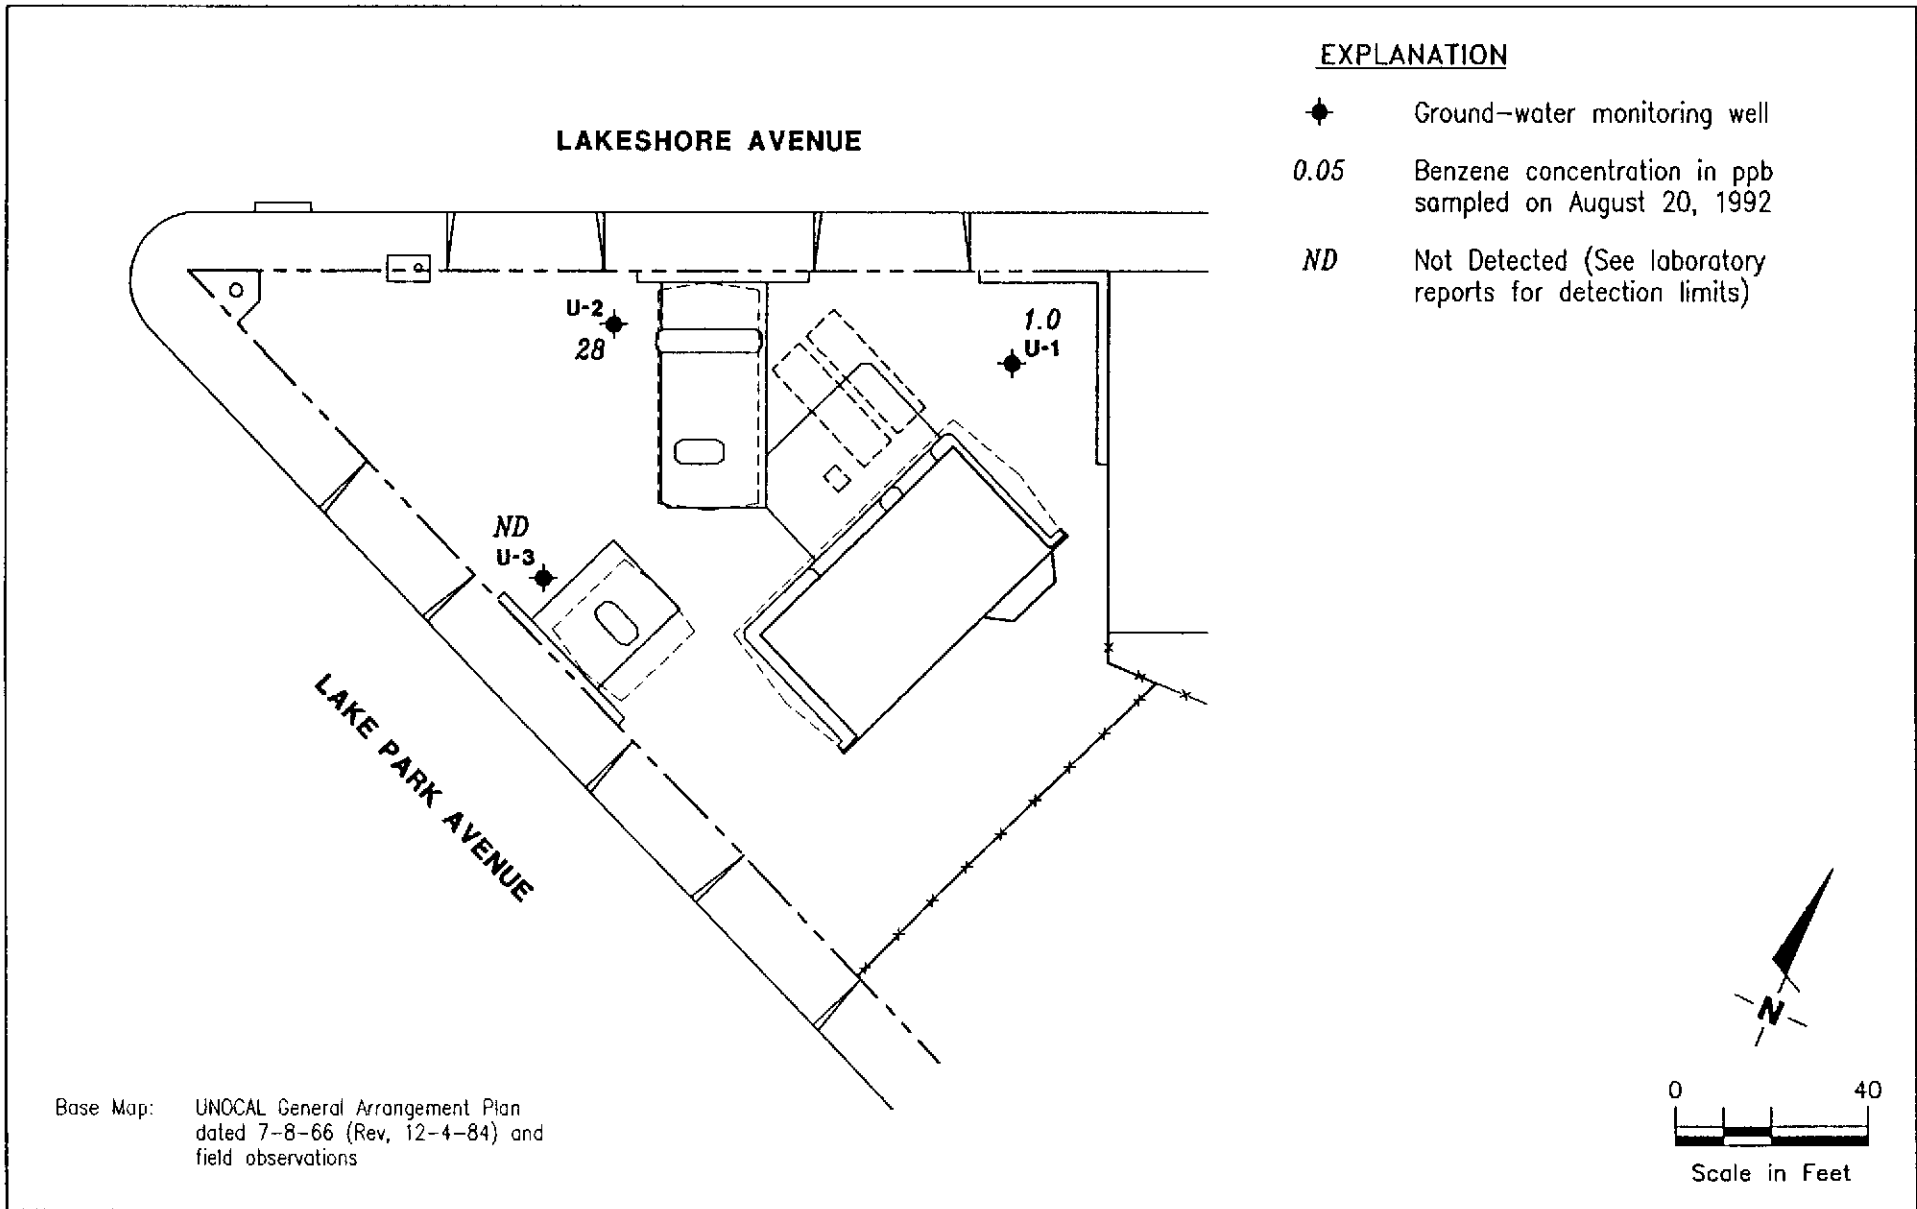 EXPLANATION
Ground-water monitoring well
0.05 Benzene concentration in ppb
sampled on August 20, 1992
ND Not Detected (See laboratory
reports for detection limits)
LAKESHORE AVENUE
U-2
28
1.0
U-1
ND
U-3
LAKE PARK AVENUE
N
0 40
Scale in Feet
Base Map: UNOCAL General Arrangement Plan
dated 7-8-66 (Rev, 12-4-84) and
field observations